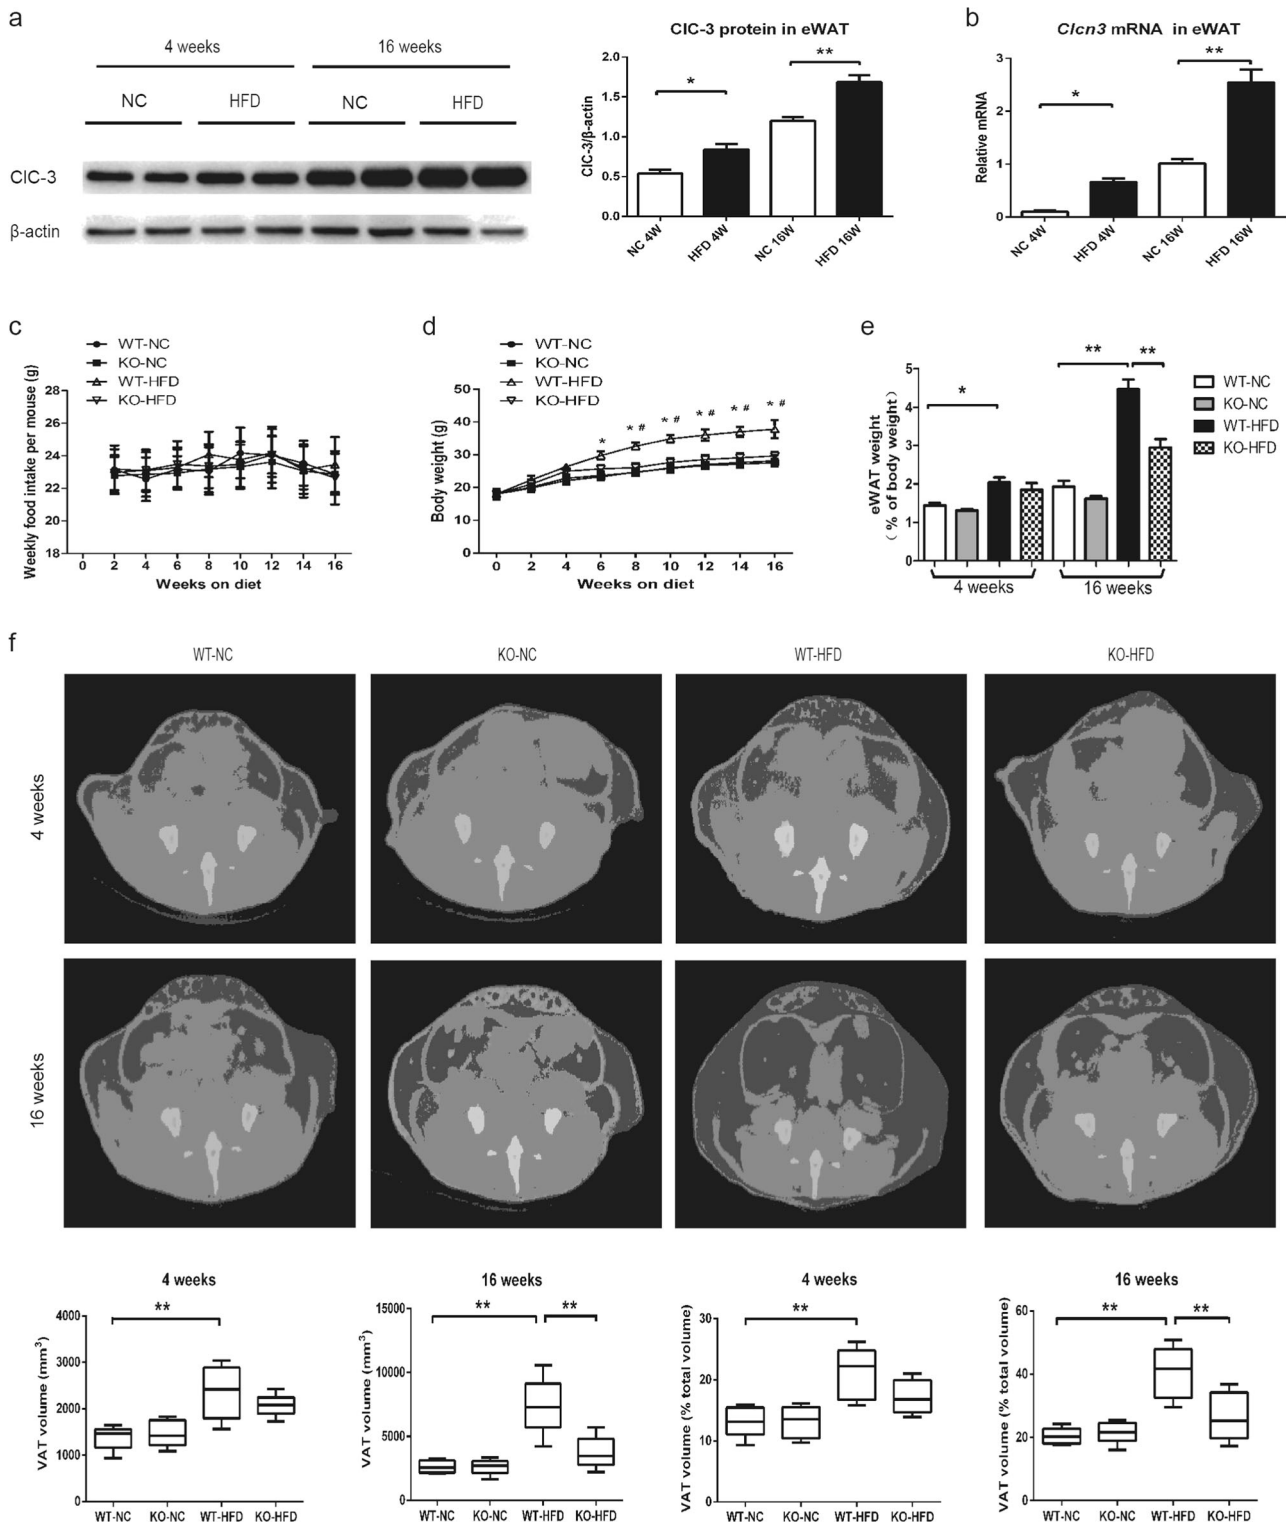 a
4 weeks
16 weeks
NC
HFD
NC
HFD
ClC-3
β-actin
ClC-3 protein in eWAT
ClC-3/β-actin
2.0
1.5
1.0
0.5
0.0
*
**
NC 4W
HFD 4W
NC 16W
HFD 16W
b
Clcn3 mRNA in eWAT
Relative mRNA
3
2
1
0
*
**
NC 4W
HFD 4W
NC 16W
HFD 16W
c
WT-NC
KO-NC
WT-HFD
KO-HFD
Weekly food intake per mouse (g)
28
26
24
22
20
18
0 2 4 6 8 10 12 14 16
Weeks on diet
d
WT-NC
KO-NC
WT-HFD
KO-HFD
Body weight (g)
50
40
30
20
10
0
* * # * # * # * # * #
0 2 4 6 8 10 12 14 16
Weeks on diet
e
eWAT weight
(% of body weight)
5
4
3
2
1
0
*
**
**
4 weeks
16 weeks
WT-NC
KO-NC
WT-HFD
KO-HFD
f
WT-NC
KO-NC
WT-HFD
KO-HFD
4 weeks
16 weeks
4 weeks
VAT volume (mm³)
4000
3000
2000
1000
0
**
WT-NC KO-NC WT-HFD KO-HFD
16 weeks
VAT volume (mm³)
15000
10000
5000
0
**
**
WT-NC KO-NC WT-HFD KO-HFD
4 weeks
VAT volume (% total volume)
30
20
10
0
**
WT-NC KO-NC WT-HFD KO-HFD
16 weeks
VAT volume (% total volume)
60
40
20
0
**
**
WT-NC KO-NC WT-HFD KO-HFD